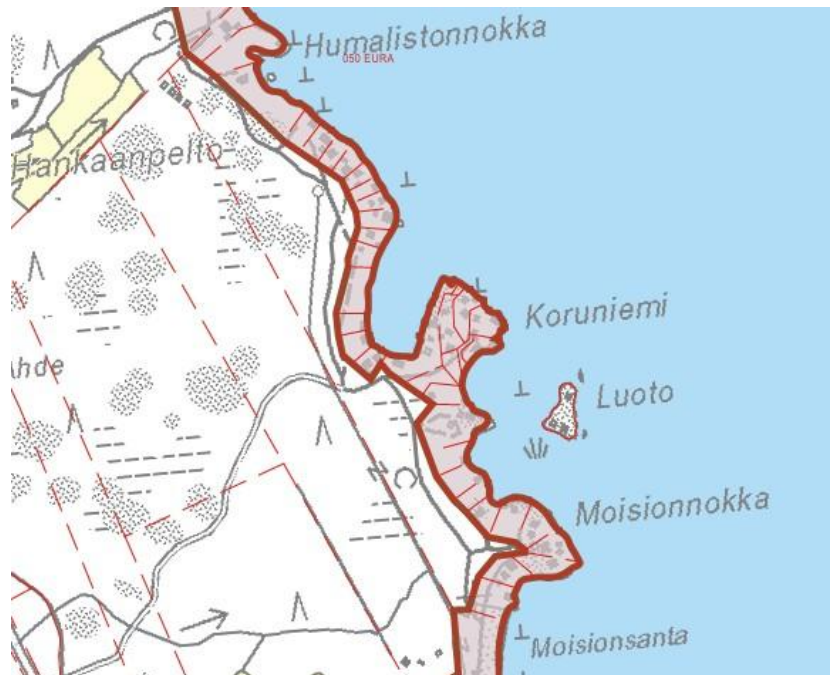 Humalistonnokka
050 EURA
Hankaanpelto
Koruniemi
ahde
Luoto
Moisionnokka
Moisionsanta